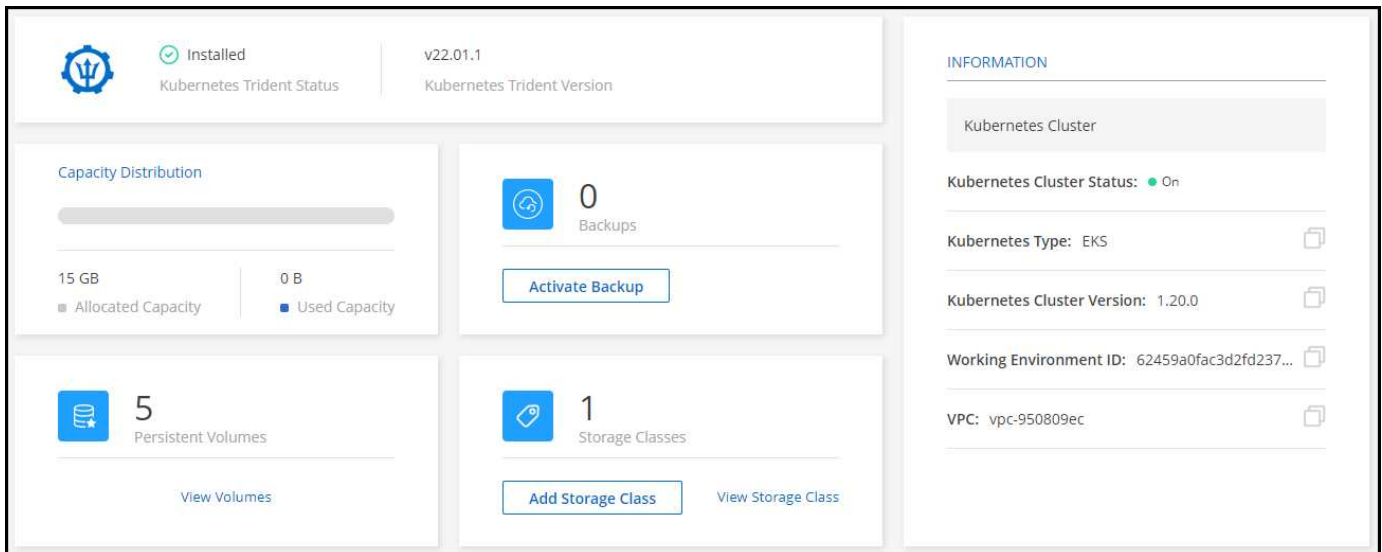 Installed
Kubernetes Trident Status
v22.01.1
Kubernetes Trident Version
Capacity Distribution
15 GB
Allocated Capacity
0 B
Used Capacity
0
Backups
Activate Backup
5
Persistent Volumes
View Volumes
1
Storage Classes
Add Storage Class
View Storage Class
INFORMATION
Kubernetes Cluster
Kubernetes Cluster Status: On
Kubernetes Type: EKS
Kubernetes Cluster Version: 1.20.0
Working Environment ID: 62459a0fac3d2fd237...
VPC: vpc-950809ec